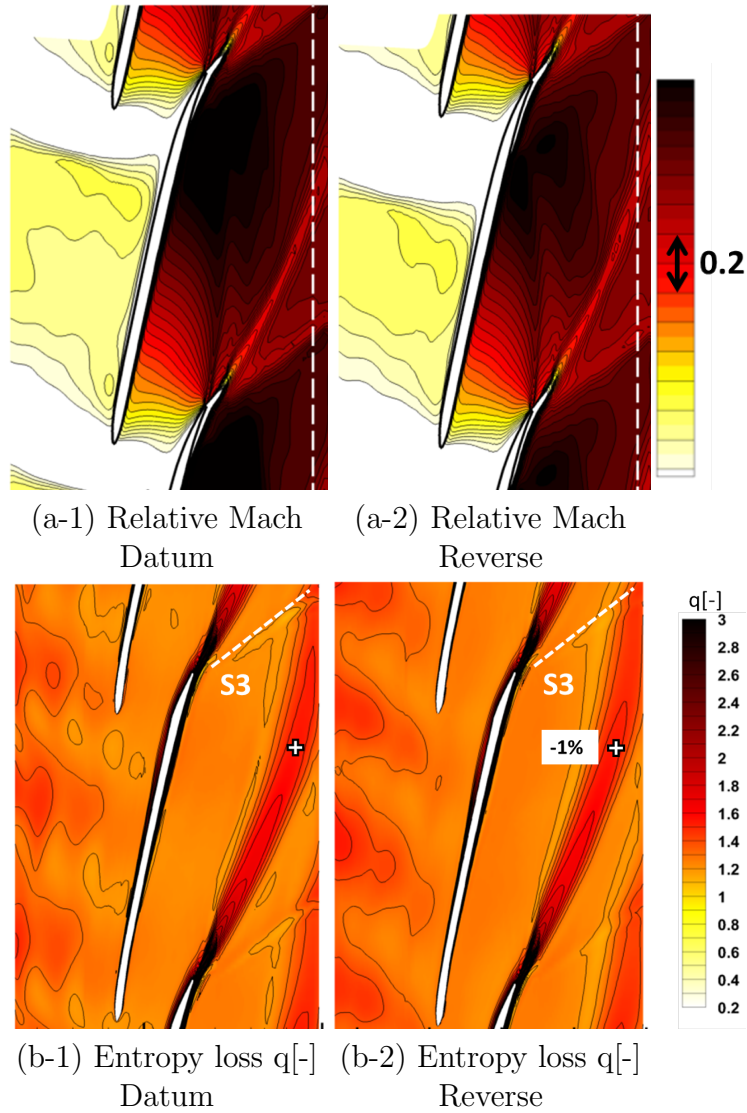 0.2
(a-1) Relative Mach
Datum
(a-2) Relative Mach
Reverse
q[-]
3
2.8
2.6
2.4
2.2
2
1.8
1.6
1.4
1.2
1
0.8
0.6
0.4
0.2
S3
S3
-1%
(b-1) Entropy loss q[-]
Datum
(b-2) Entropy loss q[-]
Reverse